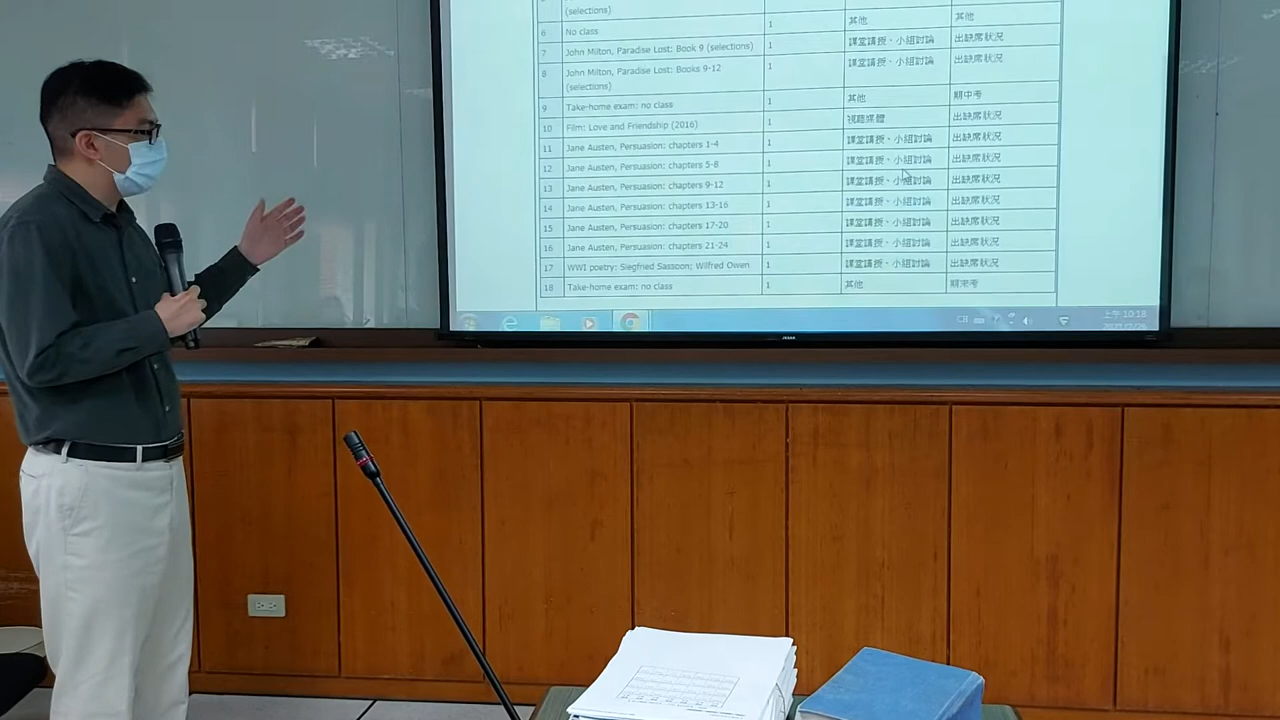 (selections)
6 No class 1 其他 其他
7 John Milton, Paradise Lost: Book 9 (selections) 1 課堂講授、小組討論 出缺席狀況
8 John Milton, Paradise Lost: Books 9-12 1 課堂講授、小組討論 出缺席狀況
(selections)
9 Take-home exam: no class 1 其他 期中考
10 Film: Love and Friendship (2016) 1 視聽媒體 出缺席狀況
11 Jane Austen, Persuasion: chapters 1-4 1 課堂講授、小組討論 出缺席狀況
12 Jane Austen, Persuasion: chapters 5-8 1 課堂講授、小組討論 出缺席狀況
13 Jane Austen, Persuasion: chapters 9-12 1 課堂講授、小組討論 出缺席狀況
14 Jane Austen, Persuasion: chapters 13-16 1 課堂講授、小組討論 出缺席狀況
15 Jane Austen, Persuasion: chapters 17-20 1 課堂講授、小組討論 出缺席狀況
16 Jane Austen, Persuasion: chapters 21-24 1 課堂講授、小組討論 出缺席狀況
17 WWI poetry: Siegfried Sassoon; Wilfred Owen 1 課堂講授、小組討論 出缺席狀況
18 Take-home exam: no class 1 其他 期末考
CH
上午 10:18